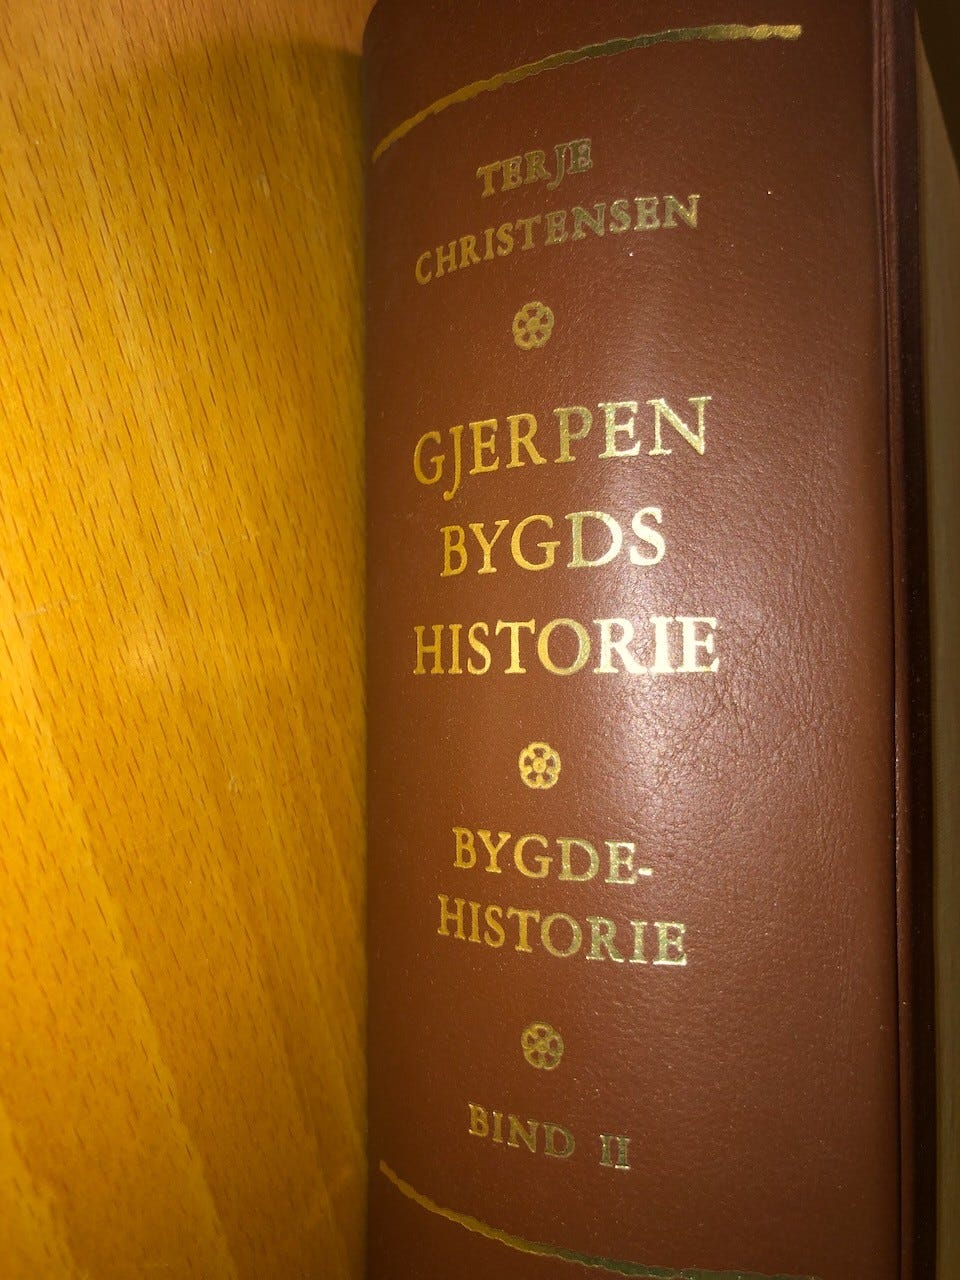 TERJE
CHRISTENSEN
GJERPEN
BYGDS
HISTORIE
BYGDE-
HISTORIE
BIND II